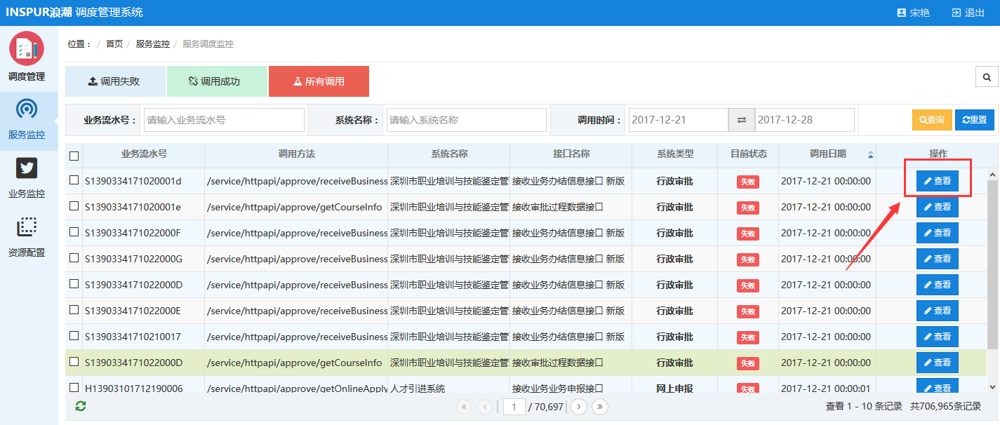 INSPUR浪潮 调度管理系统 宋艳 退出
调度管理
服务监控
业务监控
资源配置
位置： / 首页 / 服务监控 / 服务调度监控
调用失败 调用成功 所有调用
业务流水号： 请输入业务流水号 系统名称： 请输入系统名称 调用时间： 2017-12-21 2017-12-28 查询 重置
业务流水号 调用方法 系统名称 接口名称 系统类型 目前状态 调用日期 操作
S1390334171020001d /service/httpapi/approve/receiveBusiness 深圳市职业培训与技能鉴定管 接收业务办结信息接口 新版 行政审批 失败 2017-12-21 00:00:00 查看
S1390334171020001e /service/httpapi/approve/getCourseInfo 深圳市职业培训与技能鉴定管 接收审批过程数据接口 行政审批 失败 2017-12-21 00:00:00 查看
S1390334171022000F /service/httpapi/approve/receiveBusiness 深圳市职业培训与技能鉴定管 接收业务办结信息接口 新版 行政审批 失败 2017-12-21 00:00:00 查看
S1390334171022000G /service/httpapi/approve/receiveBusiness 深圳市职业培训与技能鉴定管 接收业务办结信息接口 新版 行政审批 失败 2017-12-21 00:00:00 查看
S1390334171022000D /service/httpapi/approve/receiveBusiness 深圳市职业培训与技能鉴定管 接收业务办结信息接口 新版 行政审批 失败 2017-12-21 00:00:00 查看
S1390334171022000E /service/httpapi/approve/receiveBusiness 深圳市职业培训与技能鉴定管 接收业务办结信息接口 新版 行政审批 失败 2017-12-21 00:00:00 查看
S13903341710210017 /service/httpapi/approve/receiveBusiness 深圳市职业培训与技能鉴定管 接收业务办结信息接口 新版 行政审批 失败 2017-12-21 00:00:00 查看
S1390334171022000D /service/httpapi/approve/getCourseInfo 深圳市职业培训与技能鉴定管 接收审批过程数据接口 行政审批 失败 2017-12-21 00:00:00 查看
H13903101712190006 /service/httpapi/approve/getOnlineApply 人才引进系统 接收业务业务申报接口 网上申报 失败 2017-12-21 00:00:01 查看
1 / 70,697 查看 1 - 10 条记录 共706,965条记录